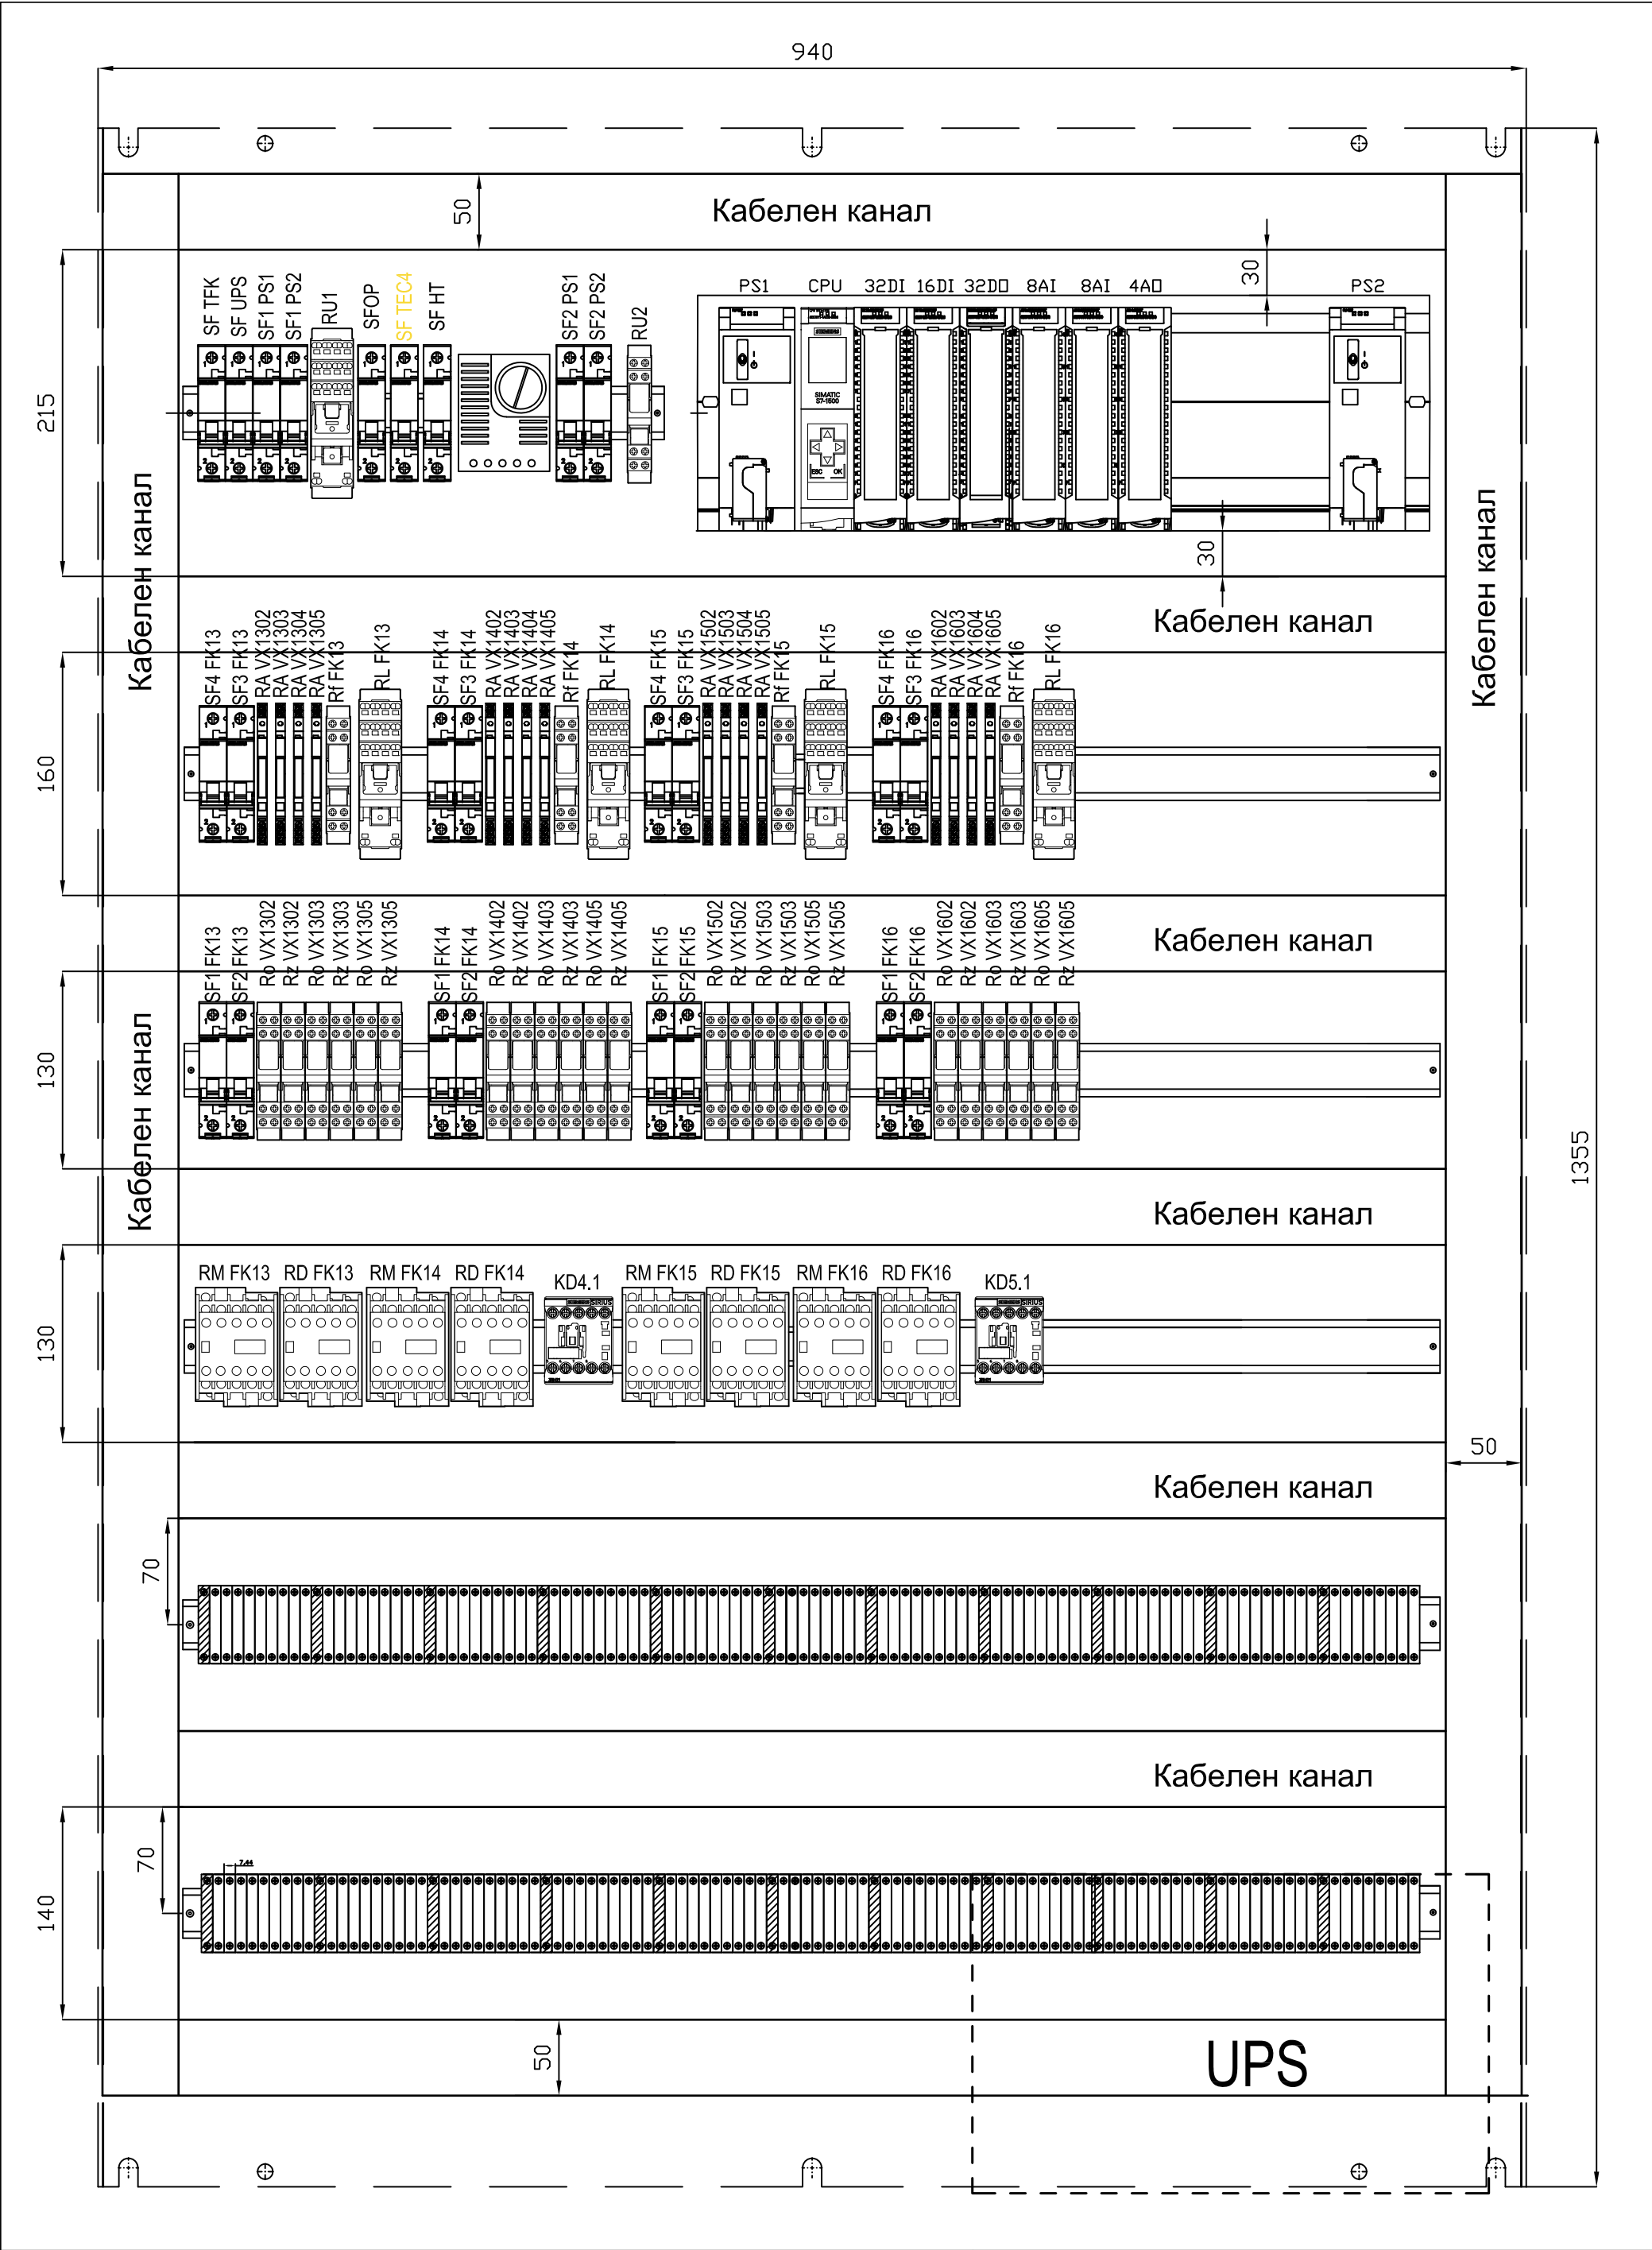 940
50
Кабелен канал
30
215
SF TFK
SF UPS
SF1 PS1
SF1 PS2
RU1
SFOP
SF TEC4
SF HT
SF2 PS1
SF2 PS2
RU2
PS1
CPU
32DI
16DI
32DO
8AI
8AI
4AO
PS2
SIMATIC
S7-1500
ESC OK
30
Кабелен канал
Кабелен канал
Кабелен канал
160
SF4 FK13
SF3 FK13
RA VX1302
RA VX1303
RA VX1304
RA VX1305
Rf FK13
RL FK13
SF4 FK14
SF3 FK14
RA VX1402
RA VX1403
RA VX1404
RA VX1405
Rf FK14
RL FK14
SF4 FK15
SF3 FK15
RA VX1502
RA VX1503
RA VX1504
RA VX1505
Rf FK15
RL FK15
SF4 FK16
SF3 FK16
RA VX1602
RA VX1603
RA VX1604
RA VX1605
Rf FK16
RL FK16
Кабелен канал
130
SF1 FK13
SF2 FK13
Ro VX1302
Rz VX1302
Ro VX1303
Rz VX1303
Ro VX1305
Rz VX1305
SF1 FK14
SF2 FK14
Ro VX1402
Rz VX1402
Ro VX1403
Rz VX1403
Ro VX1405
Rz VX1405
SF1 FK15
SF2 FK15
Ro VX1502
Rz VX1502
Ro VX1503
Rz VX1503
Ro VX1505
Rz VX1505
SF1 FK16
SF2 FK16
Ro VX1602
Rz VX1602
Ro VX1603
Rz VX1603
Ro VX1605
Rz VX1605
Кабелен канал
1355
Кабелен канал
130
RM FK13
RD FK13
RM FK14
RD FK14
KD4.1
RM FK15
RD FK15
RM FK16
RD FK16
KD5.1
SIRIUS
SIRIUS
50
Кабелен канал
70
Кабелен канал
140
70
7.44
50
UPS